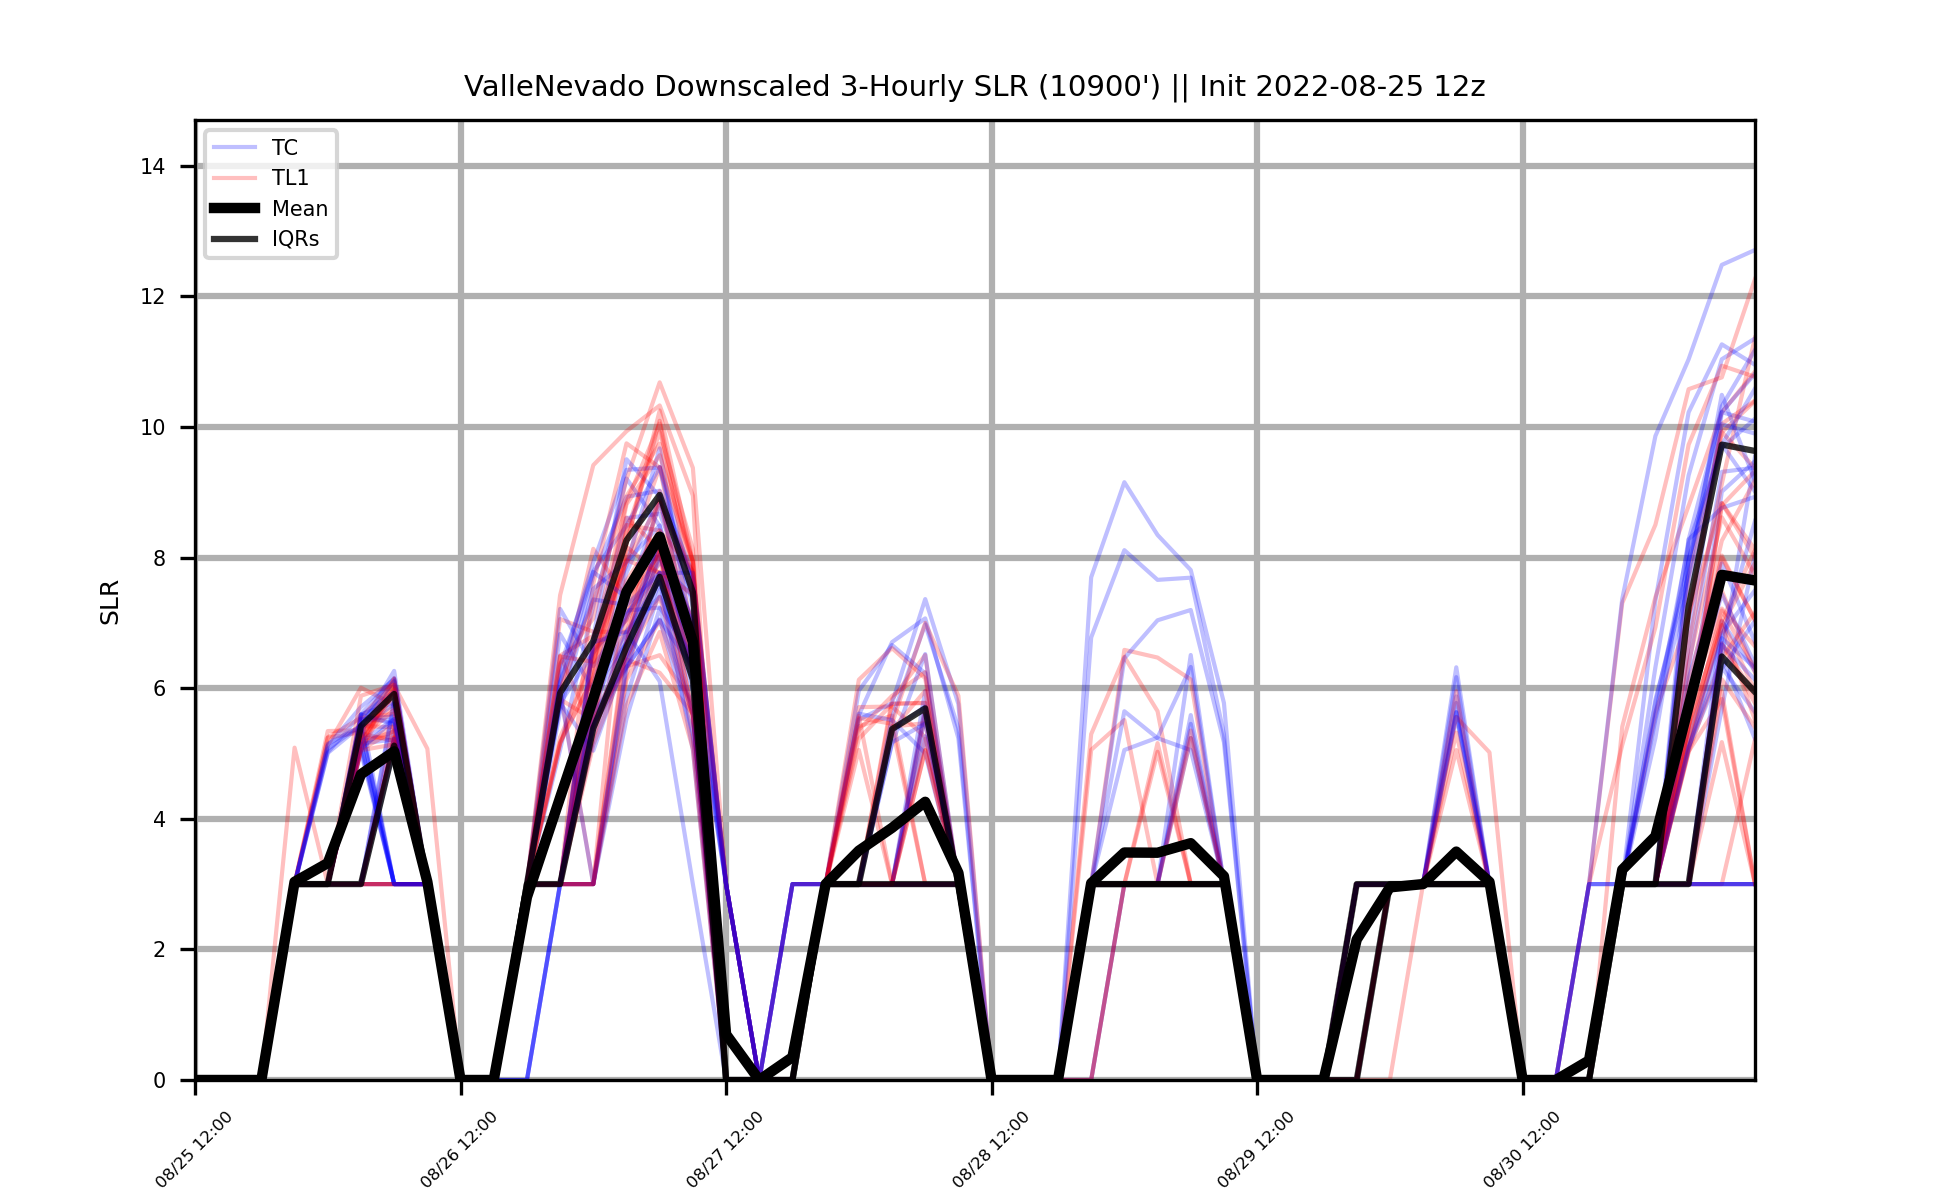 ValleNevado Downscaled 3-Hourly SLR (10900') || Init 2022-08-25 12z
TC
TL1
Mean
IQRs
14
12
10
8
6
4
2
0
SLR
08/25 12:00
08/26 12:00
08/27 12:00
08/28 12:00
08/29 12:00
08/30 12:00